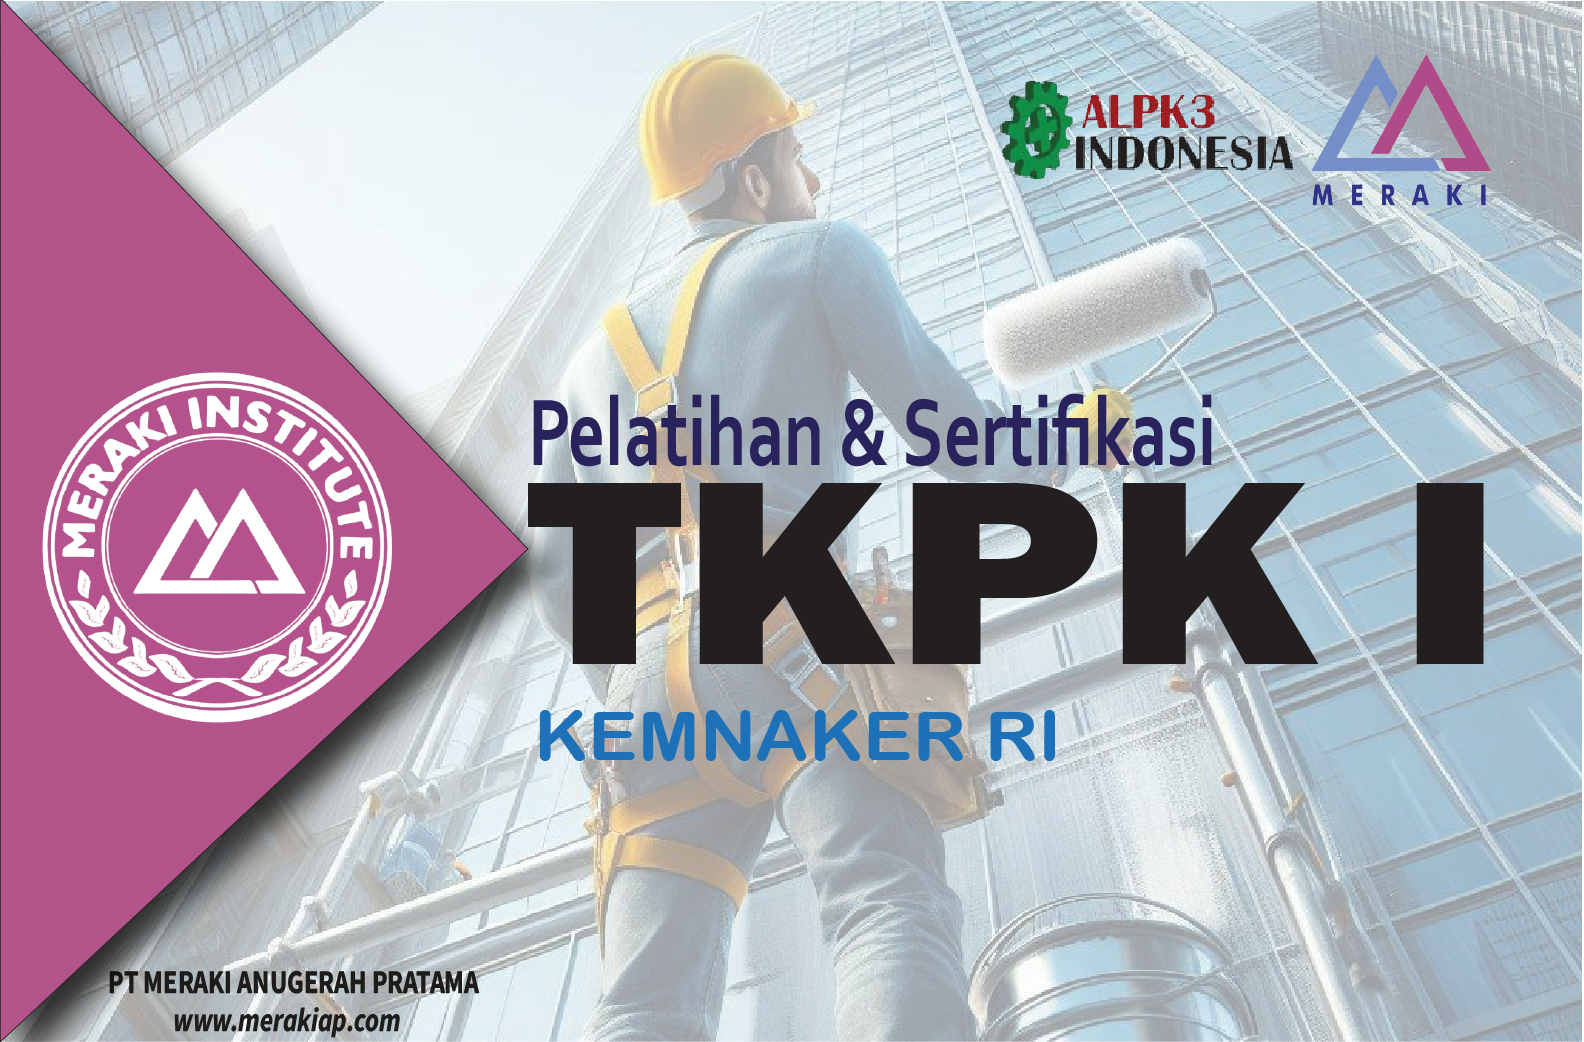 ALPK3
INDONESIA
MERAKI
MERAKI INSTITUTE
Pelatihan & Sertifikasi
TKPK I
KEMNAKER RI
PT MERAKI ANUGERAH PRATAMA
www.merakiap.com